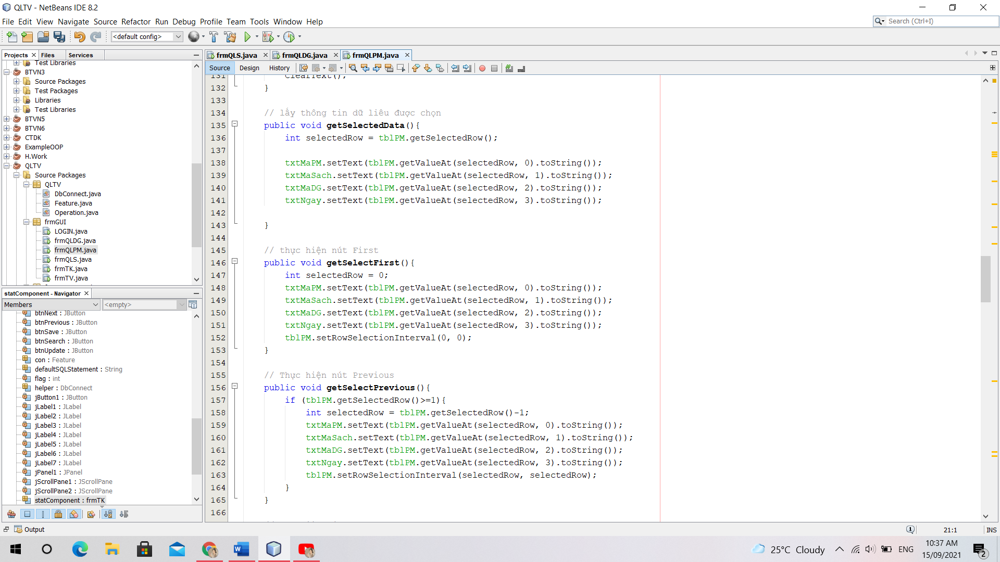 QLTV - NetBeans IDE 8.2
File Edit View Navigate Source Refactor Run Debug Profile Team Tools Window Help
Search (Ctrl+I)
<default config>
Projects Files Services
Test Libraries
BTVN3
Source Packages
Test Packages
Libraries
Test Libraries
BTVN5
BTVN6
CTDK
ExampleOOP
H.Work
QLTV
Source Packages
QLTV
DbConnect.java
Feature.java
Operation.java
frmGUI
LOGIN.java
frmQLDG.java
frmQLPM.java
frmQLS.java
frmTK.java
frmTV.java
statComponent - Navigator
Members
<empty>
btnNext : JButton
btnPrevious : JButton
btnSave : JButton
btnSearch : JButton
btnUpdate : JButton
con : Feature
defaultSQLStatement : String
flag : int
helper : DbConnect
jButton1 : JButton
jLabel1 : JLabel
jLabel2 : JLabel
jLabel3 : JLabel
jLabel4 : JLabel
jLabel5 : JLabel
jLabel6 : JLabel
jLabel7 : JLabel
jPanel1 : JPanel
jScrollPane1 : JScrollPane
jScrollPane2 : JScrollPane
statComponent : frmTK
frmQLS.java frmQLDG.java frmQLPM.java
Source Design History
131 ClearText();
132 }
133
134 // lấy thông tin dữ liêu được chọn
135 public void getSelectedData(){
136 int selectedRow = tblPM.getSelectedRow();
137
138 txtMaPM.setText(tblPM.getValueAt(selectedRow, 0).toString());
139 txtMaSach.setText(tblPM.getValueAt(selectedRow, 1).toString());
140 txtMaDG.setText(tblPM.getValueAt(selectedRow, 2).toString());
141 txtNgay.setText(tblPM.getValueAt(selectedRow, 3).toString());
142
143 }
144
145 // thực hiện nút First
146 public void getSelectFirst(){
147 int selectedRow = 0;
148 txtMaPM.setText(tblPM.getValueAt(selectedRow, 0).toString());
149 txtMaSach.setText(tblPM.getValueAt(selectedRow, 1).toString());
150 txtMaDG.setText(tblPM.getValueAt(selectedRow, 2).toString());
151 txtNgay.setText(tblPM.getValueAt(selectedRow, 3).toString());
152 tblPM.setRowSelectionInterval(0, 0);
153 }
154
155 // Thực hiện nút Previous
156 public void getSelectPrevious(){
157 if (tblPM.getSelectedRow()>=1){
158 int selectedRow = tblPM.getSelectedRow()-1;
159 txtMaPM.setText(tblPM.getValueAt(selectedRow, 0).toString());
160 txtMaSach.setText(tblPM.getValueAt(selectedRow, 1).toString());
161 txtMaDG.setText(tblPM.getValueAt(selectedRow, 2).toString());
162 txtNgay.setText(tblPM.getValueAt(selectedRow, 3).toString());
163 tblPM.setRowSelectionInterval(selectedRow, selectedRow);
164 }
165 }
166
Output
21:1 INS
25°C Cloudy
ENG
10:37 AM
15/09/2021
2